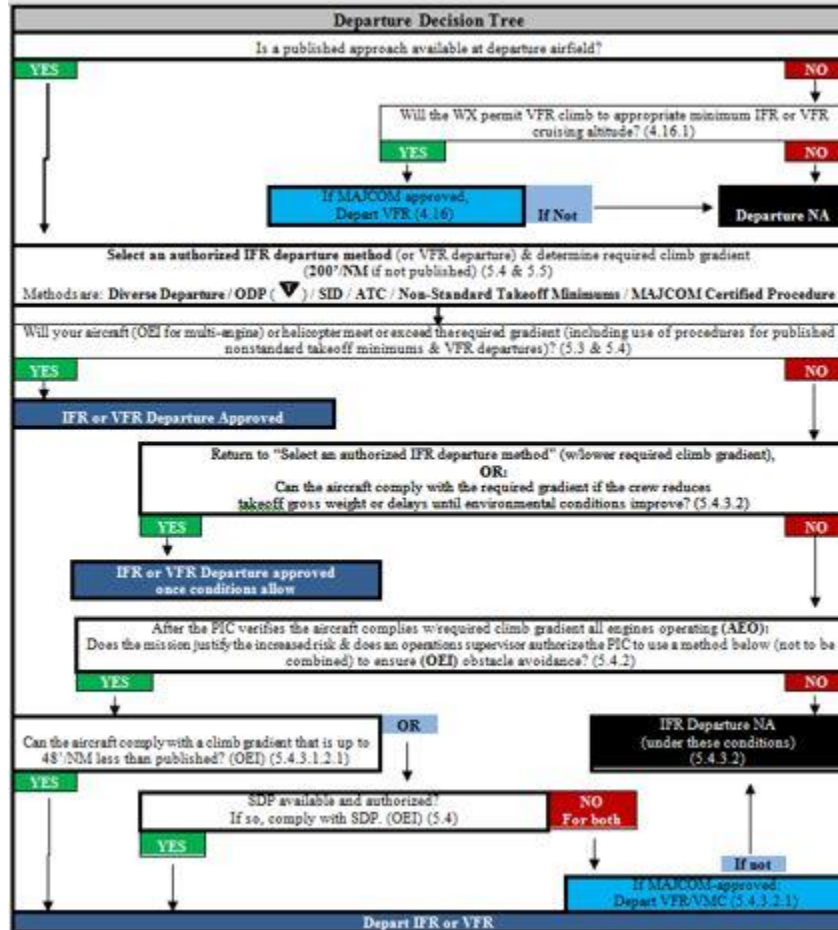 Departure Decision Tree
Is a published approach available at departure airfield?
YES
NO
Will the WX permit VFR climb to appropriate minimum IFR or VFR
cruising altitude? (4.16.1)
YES
NO
If MAJCOM approved,
Depart VFR (4.16)
If Not
Departure NA
Select an authorized IFR departure method (or VFR departure) & determine required climb gradient
(200'/NM if not published) (5.4 & 5.5)
Methods are: Diverse Departure / ODP ( T ) / SID / ATC / Non-Standard Takeoff Minimums / MAJCOM Certified Procedure
Will your aircraft (OEI for multi-engine) or helicopter meet or exceed the required gradient (including use of procedures for published
nonstandard takeoff minimums & VFR departures)? (5.3 & 5.4)
YES
NO
IFR or VFR Departure Approved
Return to "Select an authorized IFR departure method" (w/lower required climb gradient),
OR:
Can the aircraft comply with the required gradient if the crew reduces
takeoff gross weight or delays until environmental conditions improve? (5.4.3.2)
YES
NO
IFR or VFR Departure approved
once conditions allow
After the PIC verifies the aircraft complies w/required climb gradient all engines operating (AEO):
Does the mission justify the increased risk & does an operations supervisor authorize the PIC to use a method below (not to be
combined) to ensure (OEI) obstacle avoidance? (5.4.2)
YES
NO
Can the aircraft comply with a climb gradient that is up to
48'/NM less than published? (OEI) (5.4.3.1.2.1)
OR
IFR Departure NA
(under these conditions)
(5.4.3.2)
YES
SDP available and authorized?
If so, comply with SDP. (OEI) (5.4)
NO
For both
YES
If not
If MAJCOM-approved:
Depart VFR/VMC (5.4.3.2.1)
Depart IFR or VFR